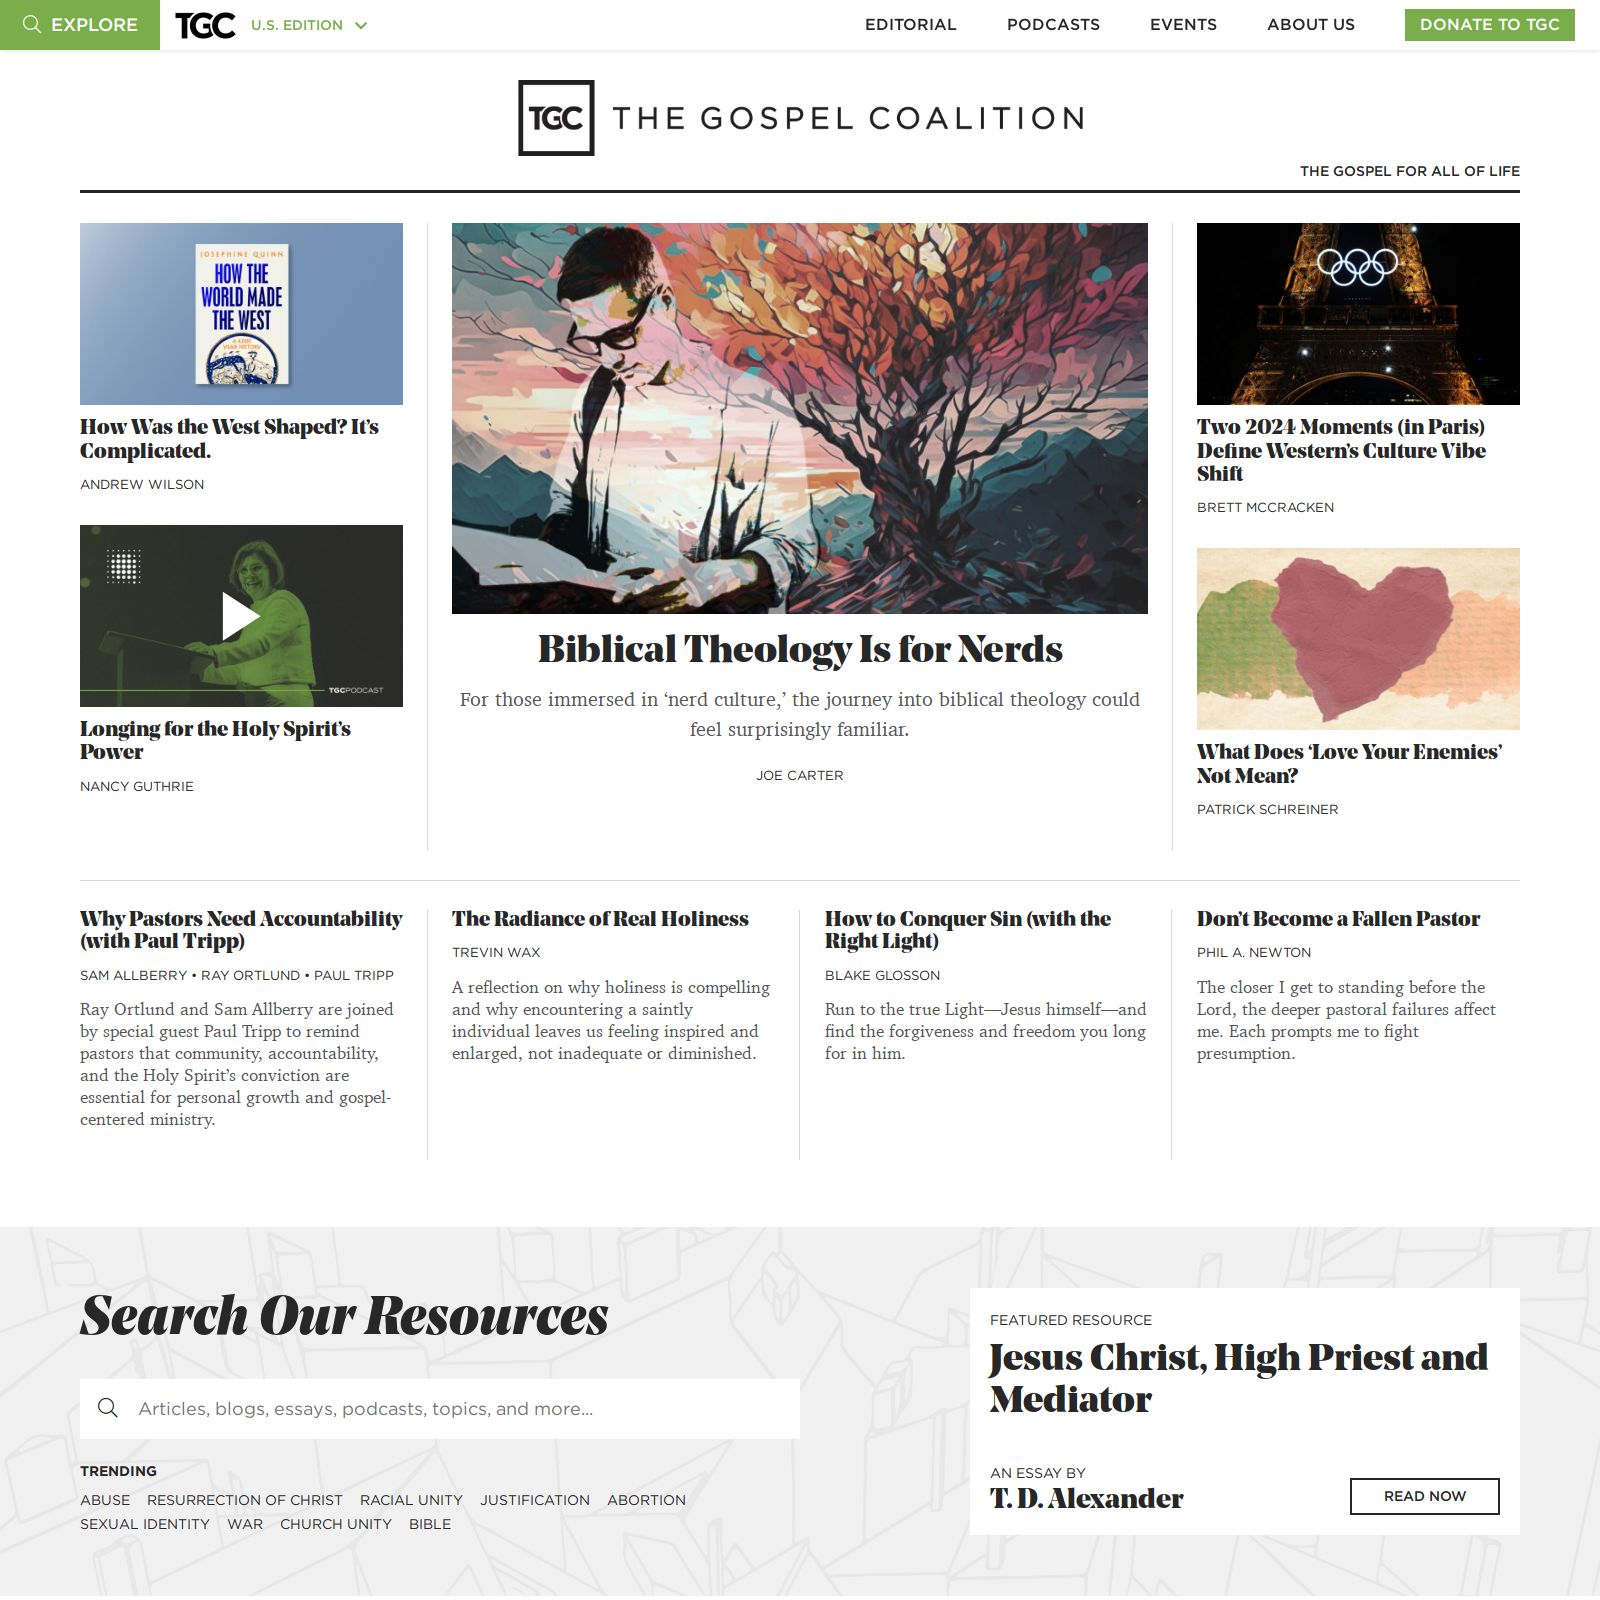 EXPLORE
TGC
U.S. EDITION
EDITORIAL
PODCASTS
EVENTS
ABOUT US
DONATE TO TGC
TGC
THE GOSPEL COALITION
THE GOSPEL FOR ALL OF LIFE
JOSEPHINE QUINN
HOW THE
WORLD MADE
THE WEST
A 4,000
YEAR HISTORY
How Was the West Shaped? It’s
Complicated.
ANDREW WILSON
TGCPODCAST
Longing for the Holy Spirit’s
Power
NANCY GUTHRIE
Biblical Theology Is for Nerds
For those immersed in ‘nerd culture,’ the journey into biblical theology could
feel surprisingly familiar.
JOE CARTER
Two 2024 Moments (in Paris)
Define Western’s Culture Vibe
Shift
BRETT MCCRACKEN
What Does ‘Love Your Enemies’
Not Mean?
PATRICK SCHREINER
Why Pastors Need Accountability
(with Paul Tripp)
SAM ALLBERRY • RAY ORTLUND • PAUL TRIPP
Ray Ortlund and Sam Allberry are joined
by special guest Paul Tripp to remind
pastors that community, accountability,
and the Holy Spirit’s conviction are
essential for personal growth and gospel-
centered ministry.
The Radiance of Real Holiness
TREVIN WAX
A reflection on why holiness is compelling
and why encountering a saintly
individual leaves us feeling inspired and
enlarged, not inadequate or diminished.
How to Conquer Sin (with the
Right Light)
BLAKE GLOSSON
Run to the true Light—Jesus himself—and
find the forgiveness and freedom you long
for in him.
Don’t Become a Fallen Pastor
PHIL A. NEWTON
The closer I get to standing before the
Lord, the deeper pastoral failures affect
me. Each prompts me to fight
presumption.
Search Our Resources
Articles, blogs, essays, podcasts, topics, and more...
TRENDING
ABUSE RESURRECTION OF CHRIST RACIAL UNITY JUSTIFICATION ABORTION
SEXUAL IDENTITY WAR CHURCH UNITY BIBLE
FEATURED RESOURCE
Jesus Christ, High Priest and
Mediator
AN ESSAY BY
T. D. Alexander
READ NOW